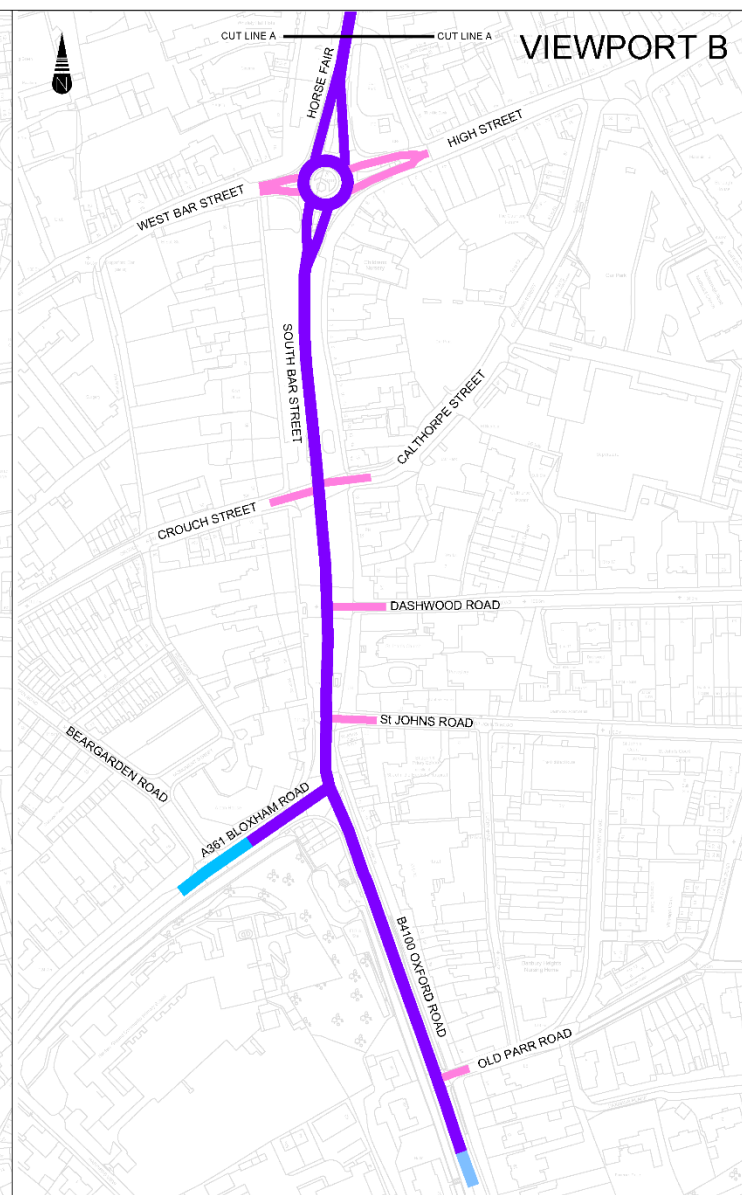 CUT LINE A
CUT LINE A
VIEWPORT B
N
HORSE FAIR
HIGH STREET
WEST BAR STREET
SOUTH BAR STREET
CALTHORPE STREET
CROUCH STREET
DASHWOOD ROAD
St JOHNS ROAD
BEARGARDEN ROAD
A361 BLOXHAM ROAD
B4100 OXFORD ROAD
OLD PARR ROAD